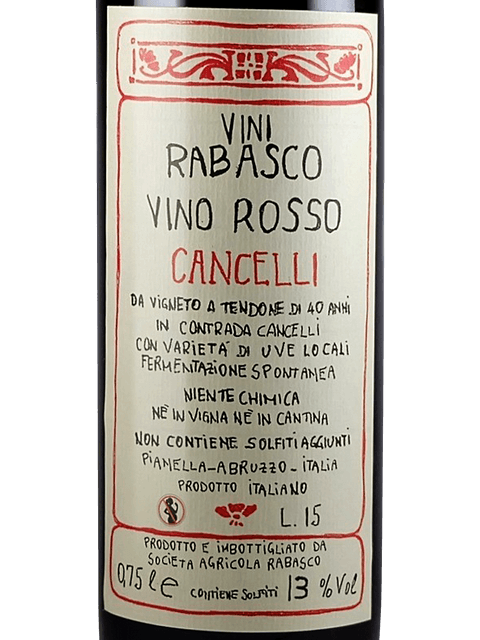 VINI
RABASCO
VINO ROSSO
CANCELLI
DA VIGNETO A TENDONE DI 40 ANNI
IN CONTRADA CANCELLI
CON VARIETÀ DI UVE LOCALI
FERMENTAZIONE SPONTANEA
NIENTE CHIMICA
NÈ IN VIGNA NÈ IN CANTINA
NON CONTIENE SOLFITI AGGIUNTI
PIANELLA-ABRUZZO-ITALIA
PRODOTTO ITALIANO
L. 15
PRODOTTO E IMBOTTIGLIATO DA
SOCIETA AGRICOLA RABASCO
0,75 l e CONTIENE SOLFITI 13 % Vol